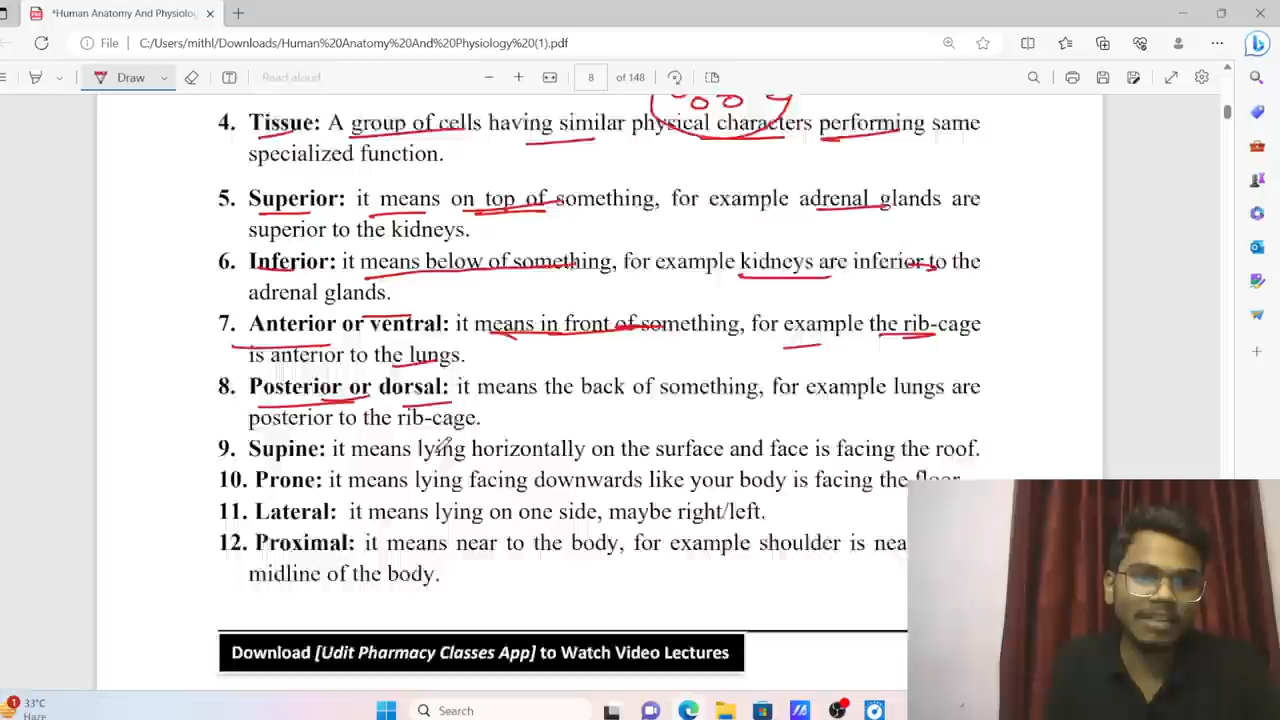 *Human Anatomy And Physiolog
File C:/Users/mithl/Downloads/Human%20Anatomy%20And%20Physiology%20(1).pdf
Draw Read aloud 8 of 148
4. Tissue: A group of cells having similar physical characters performing same
specialized function.
5. Superior: it means on top of something, for example adrenal glands are
superior to the kidneys.
6. Inferior: it means below of something, for example kidneys are inferior to the
adrenal glands.
7. Anterior or ventral: it means in front of something, for example the rib-cage
is anterior to the lungs.
8. Posterior or dorsal: it means the back of something, for example lungs are
posterior to the rib-cage.
9. Supine: it means lying horizontally on the surface and face is facing the roof.
10. Prone: it means lying facing downwards like your body is facing the floor.
11. Lateral: it means lying on one side, maybe right/left.
12. Proximal: it means near to the body, for example shoulder is nea
midline of the body.
Download [Udit Pharmacy Classes App] to Watch Video Lectures
1 33°C
Haze
Search